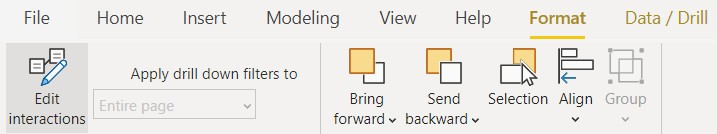 File Home Insert Modeling View Help Format Data / Drill
Apply drill down filters to
Entire page
Edit interactions
Bring forward
Send backward
Selection
Align
Group